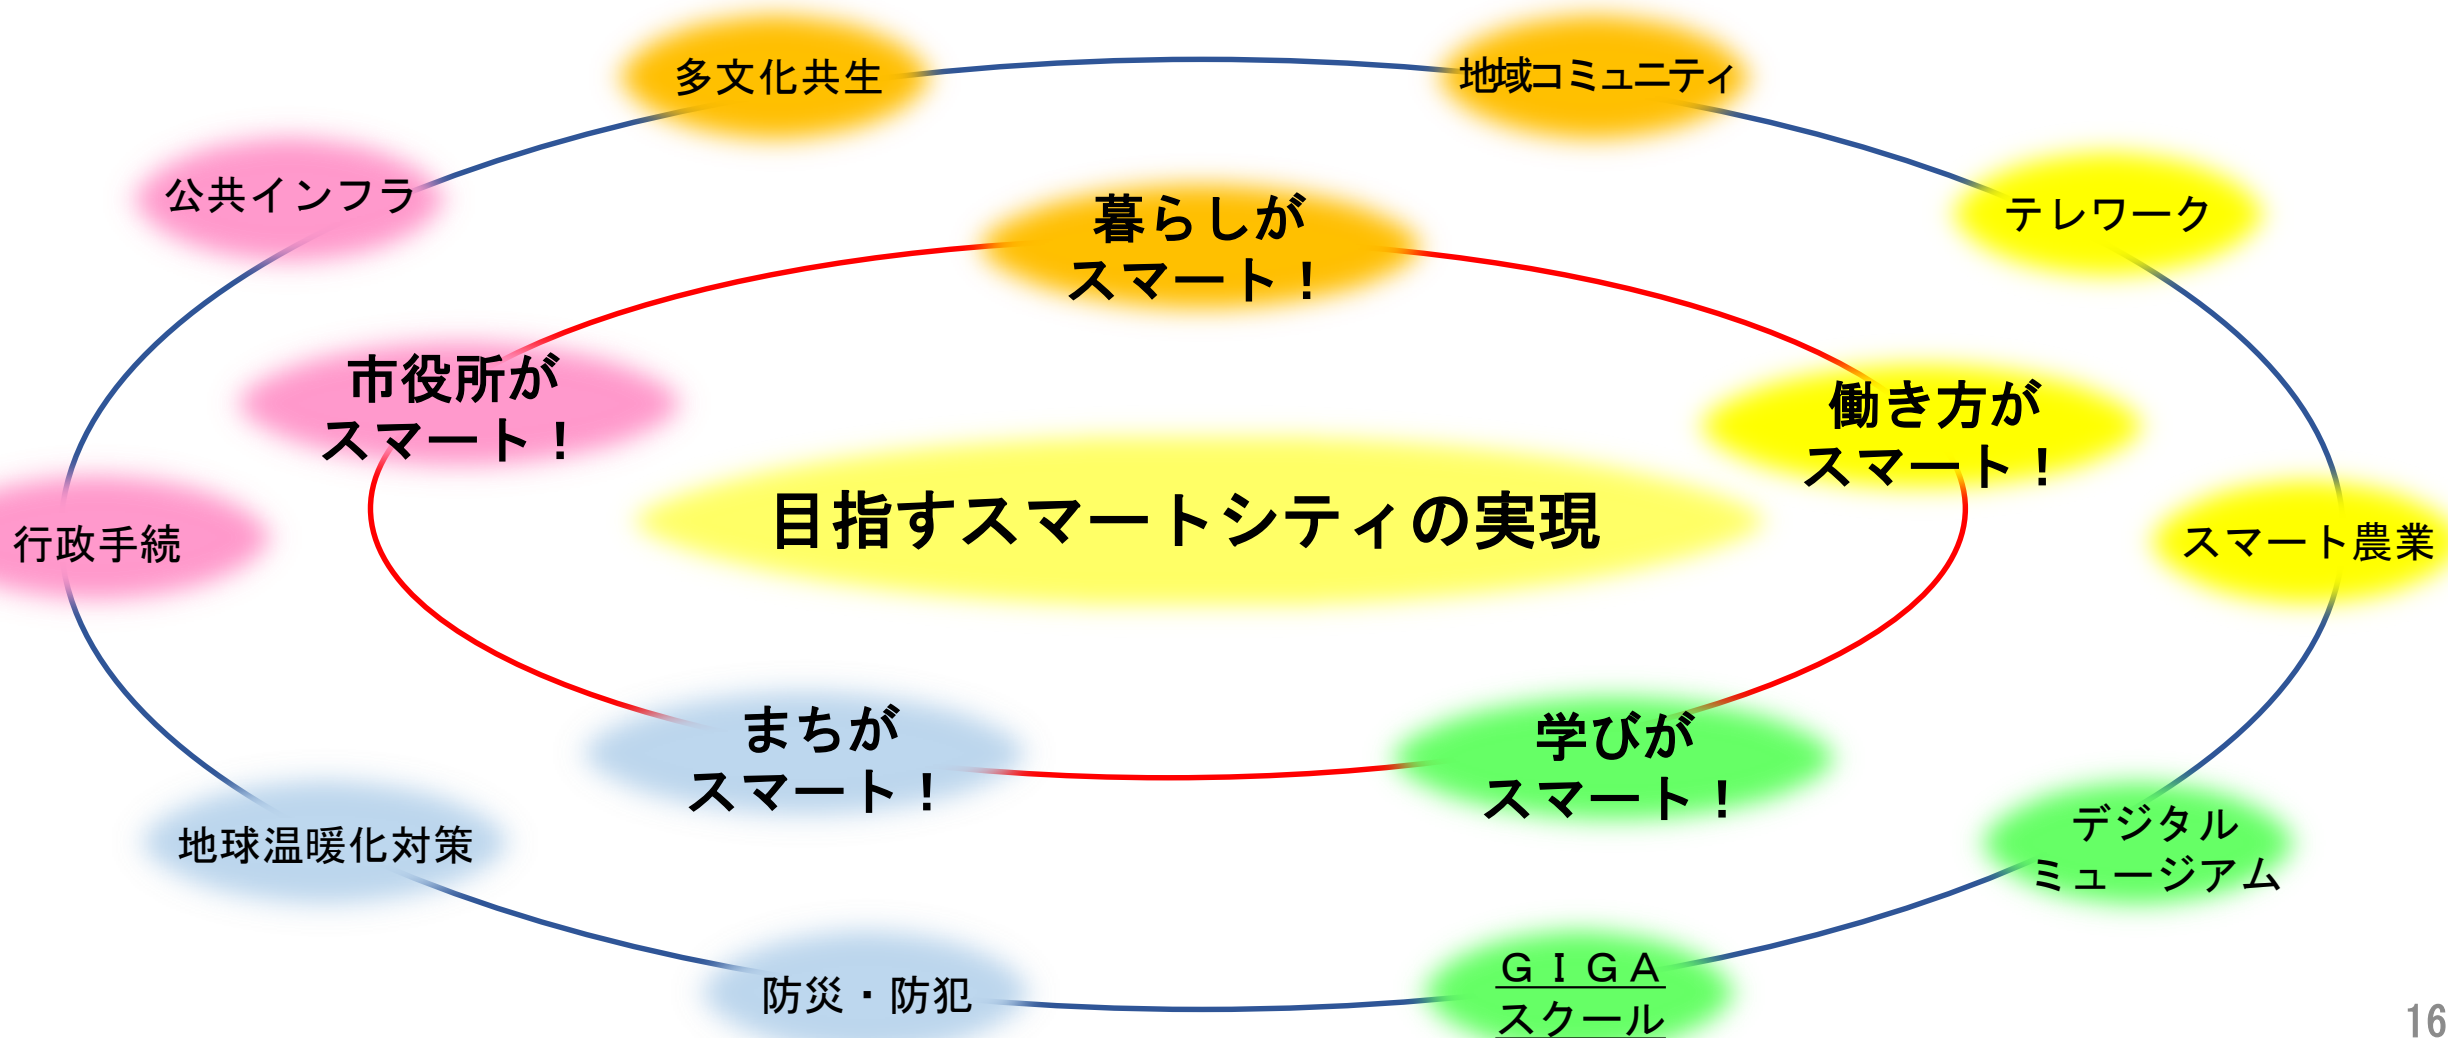 多文化共生
地域コミュニティ
公共インフラ
テレワーク
暮らしが
スマート！
市役所が
スマート！
働き方が
スマート！
目指すスマートシティの実現
行政手続
スマート農業
まちが
スマート！
学びが
スマート！
地球温暖化対策
デジタル
ミュージアム
防災・防犯
ＧＩＧＡ
スクール
16